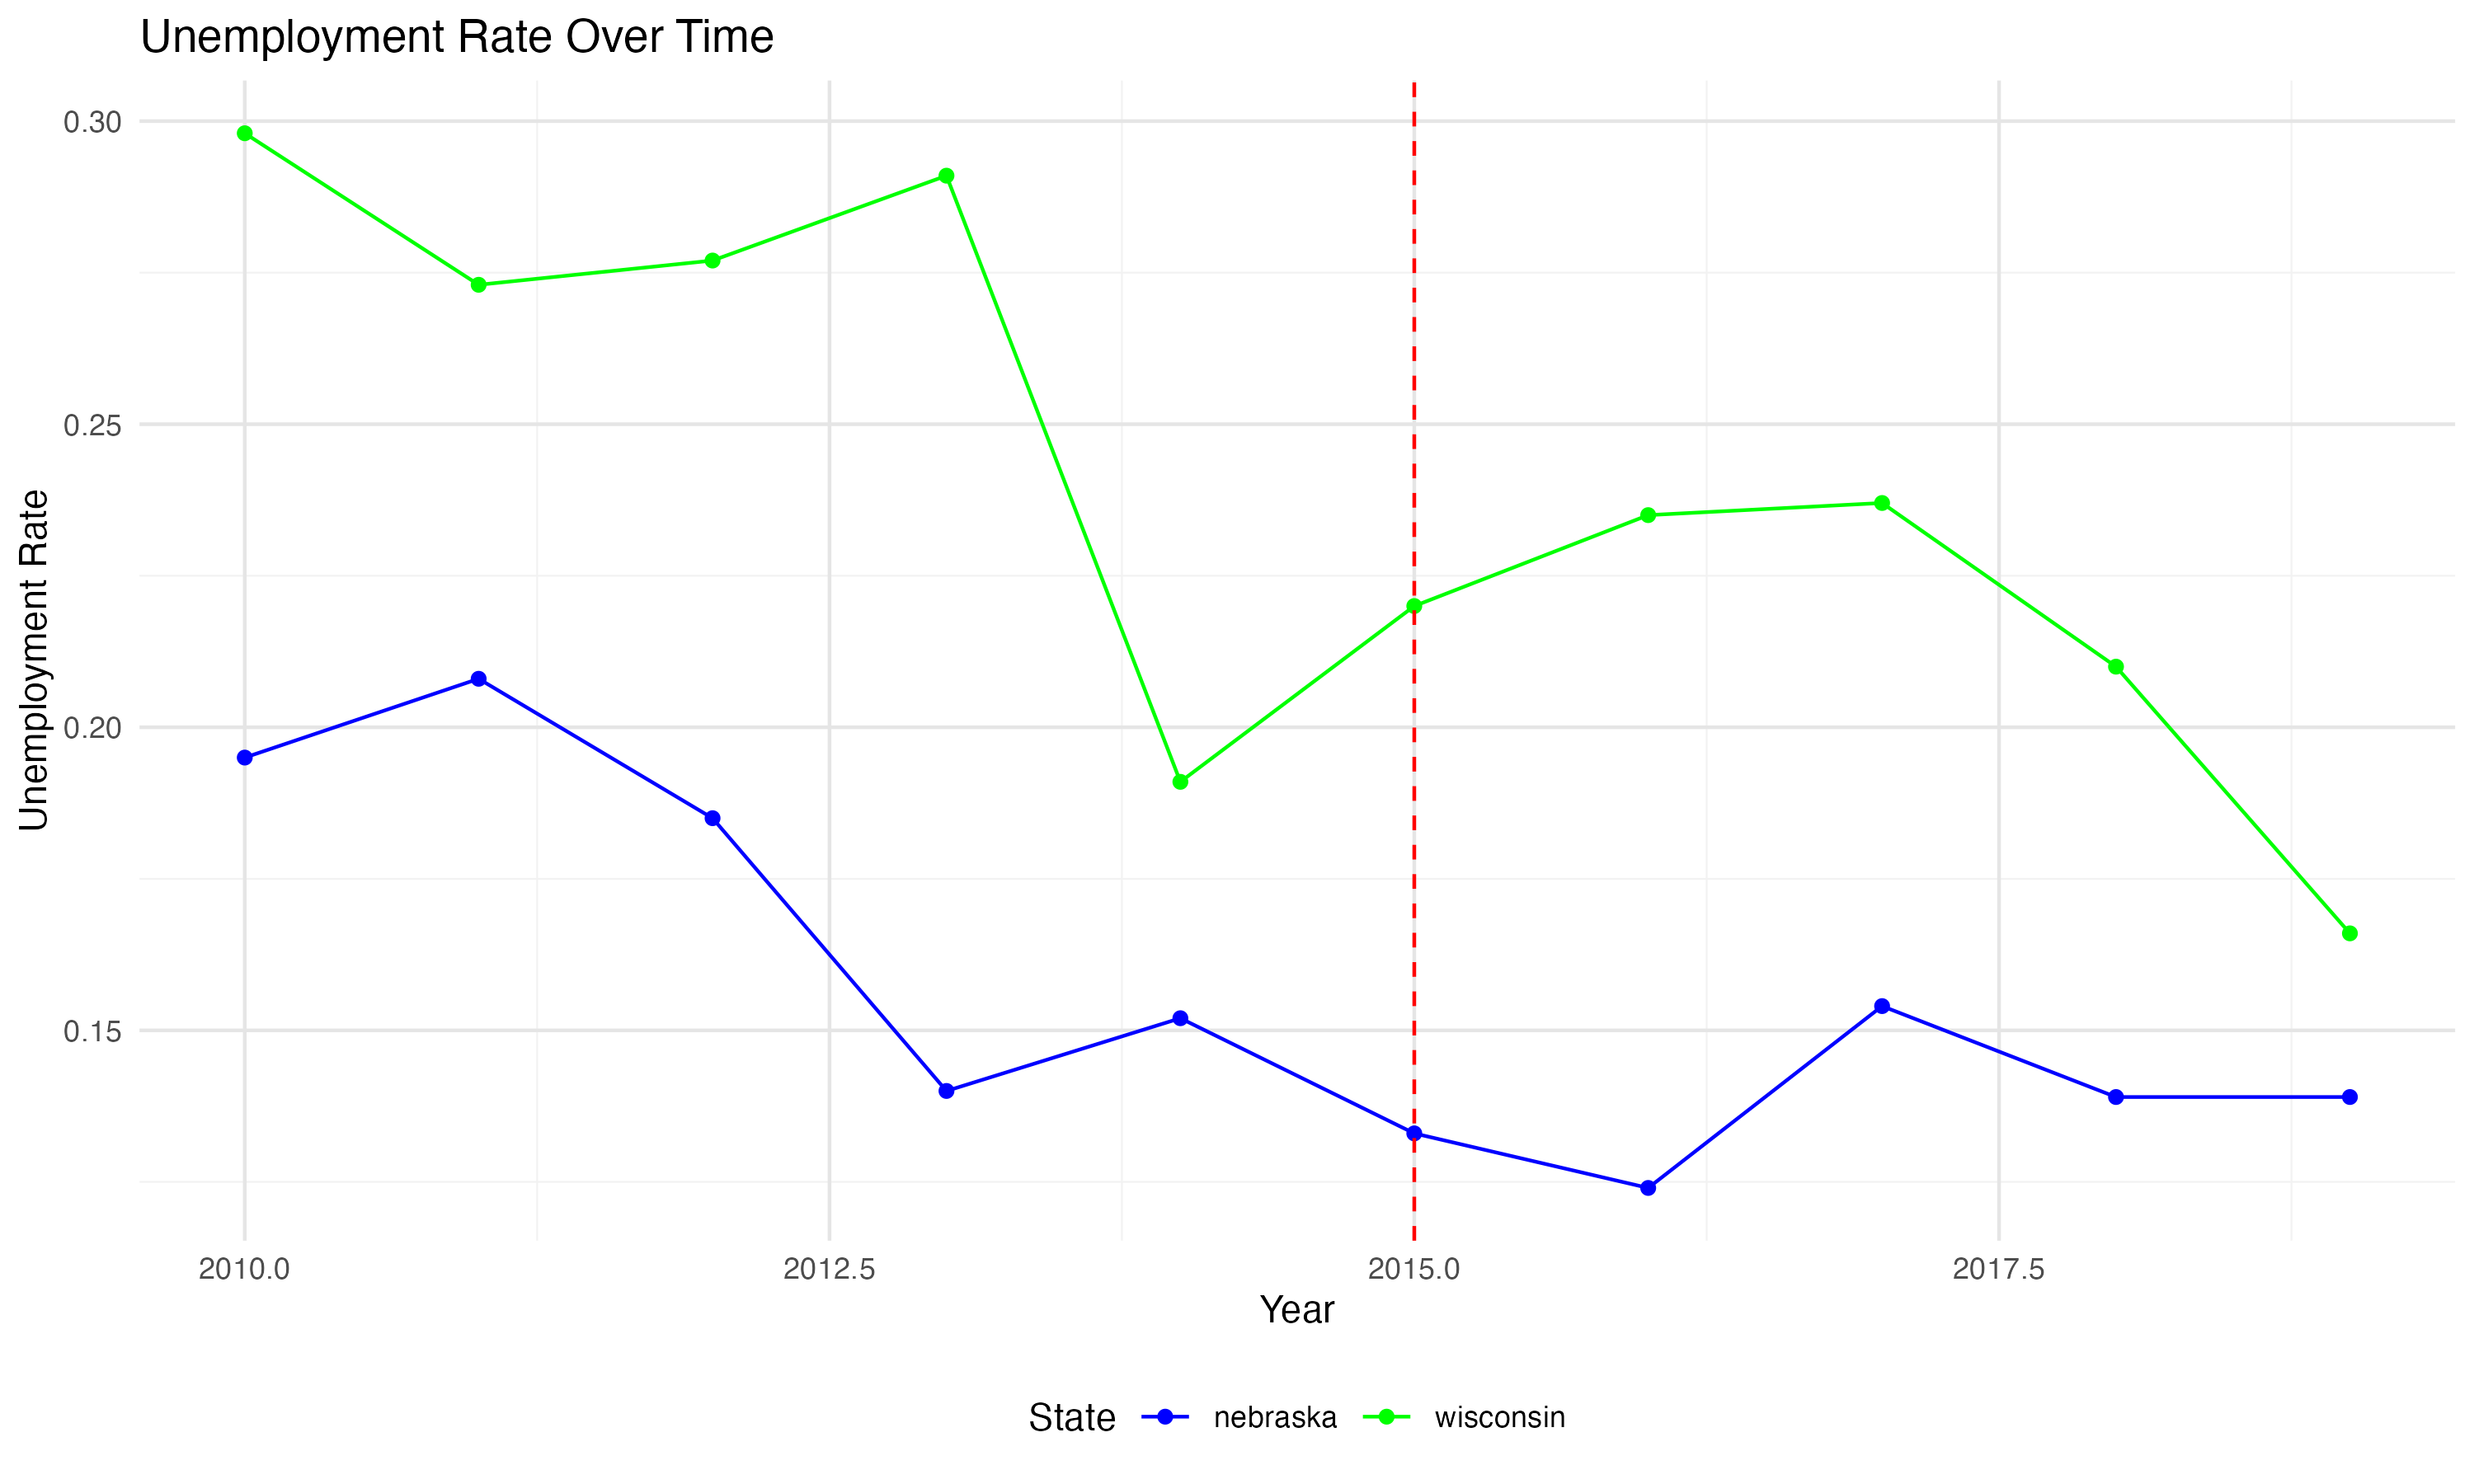 Unemployment Rate Over Time
Unemployment Rate
0.30
0.25
0.20
0.15
2010.0 2012.5 2015.0 2017.5
Year
State nebraska wisconsin